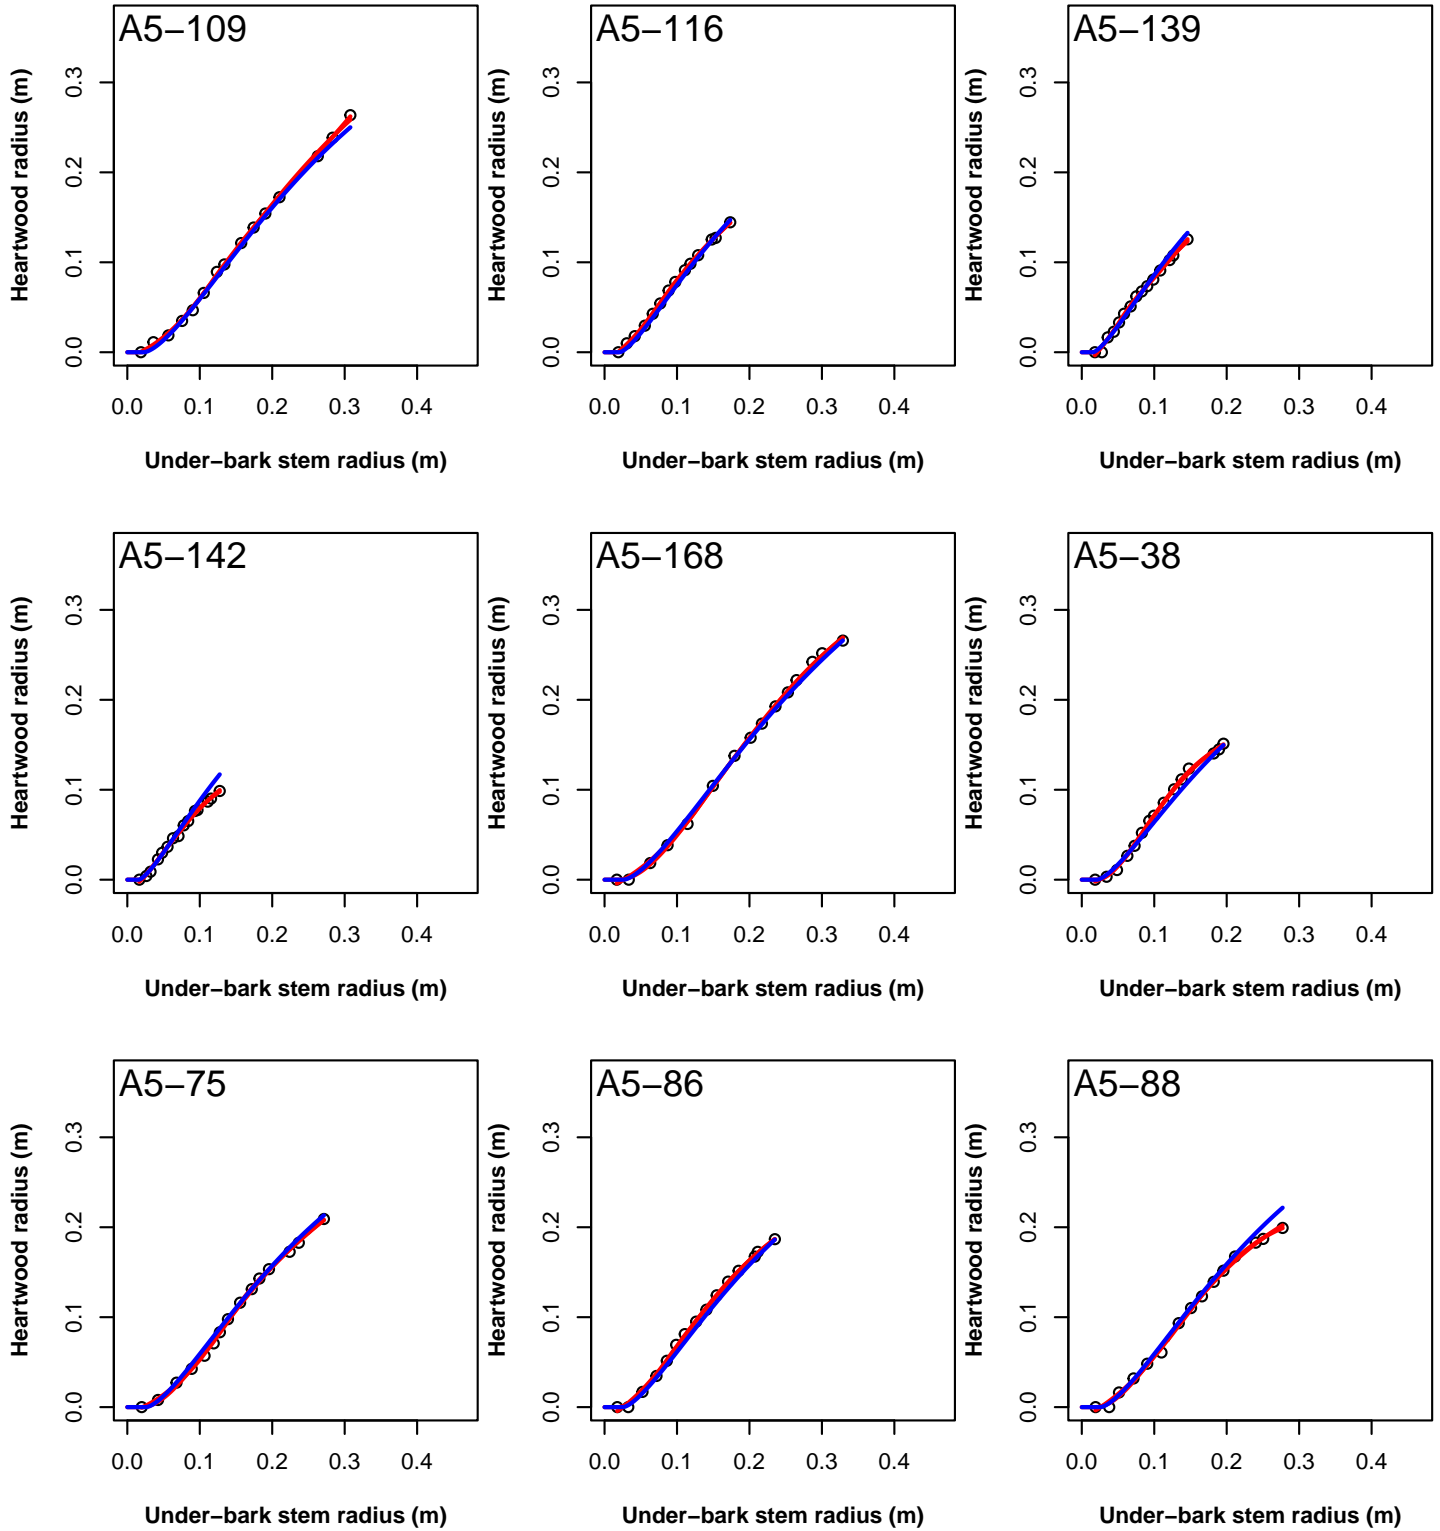 A5−109 A5−116 A5−139
Heartwood radius (m) Heartwood radius (m) Heartwood radius (m)
0.3 0.3 0.3
0.2 0.2 0.2
0.1 0.1 0.1
0.0 0.0 0.0
0.0 0.1 0.2 0.3 0.4 0.0 0.1 0.2 0.3 0.4 0.0 0.1 0.2 0.3 0.4
Under−bark stem radius (m) Under−bark stem radius (m) Under−bark stem radius (m)
A5−142 A5−168 A5−38
Heartwood radius (m) Heartwood radius (m) Heartwood radius (m)
0.3 0.3 0.3
0.2 0.2 0.2
0.1 0.1 0.1
0.0 0.0 0.0
0.0 0.1 0.2 0.3 0.4 0.0 0.1 0.2 0.3 0.4 0.0 0.1 0.2 0.3 0.4
Under−bark stem radius (m) Under−bark stem radius (m) Under−bark stem radius (m)
A5−75 A5−86 A5−88
Heartwood radius (m) Heartwood radius (m) Heartwood radius (m)
0.3 0.3 0.3
0.2 0.2 0.2
0.1 0.1 0.1
0.0 0.0 0.0
0.0 0.1 0.2 0.3 0.4 0.0 0.1 0.2 0.3 0.4 0.0 0.1 0.2 0.3 0.4
Under−bark stem radius (m) Under−bark stem radius (m) Under−bark stem radius (m)